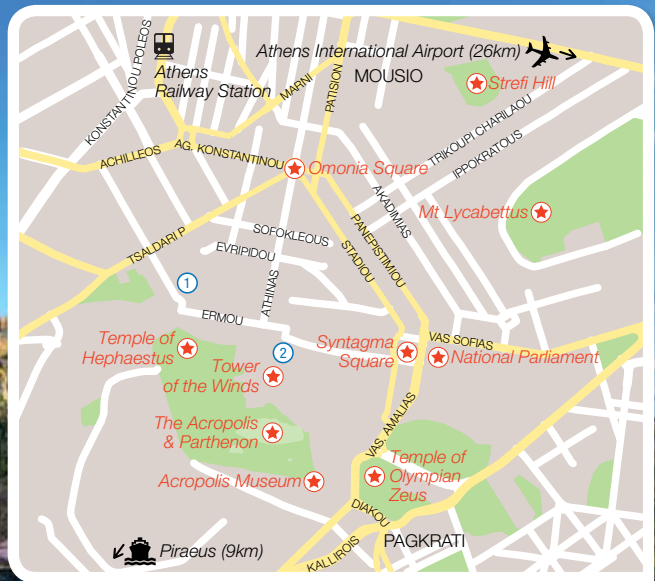 KONSTANTINOU POLEOS
Athens
Railway Station
MARNI
PATISION
Athens International Airport (26km)
MOUSIO
Strefi Hill
TRIKOUPI CHARILAOU
IPPOKRATOUS
ACHILLEOS
AG. KONSTANTINOU
Omonia Square
AKADIMIAS
Mt Lycabettus
TSALDARI P
SOFOKLEOUS
EVRIPIDOU
PANEPISTIMIOU
STADIOU
1
ATHINAS
ERMOU
2
Temple of
Hephaestus
Tower
of the Winds
Syntagma
Square
VAS SOFIAS
National Parliament
The Acropolis
& Parthenon
VAS. AMALIAS
Acropolis Museum
Temple of
Olympian
Zeus
DIAKOU
KALLIROIS
PAGKRATI
Piraeus (9km)